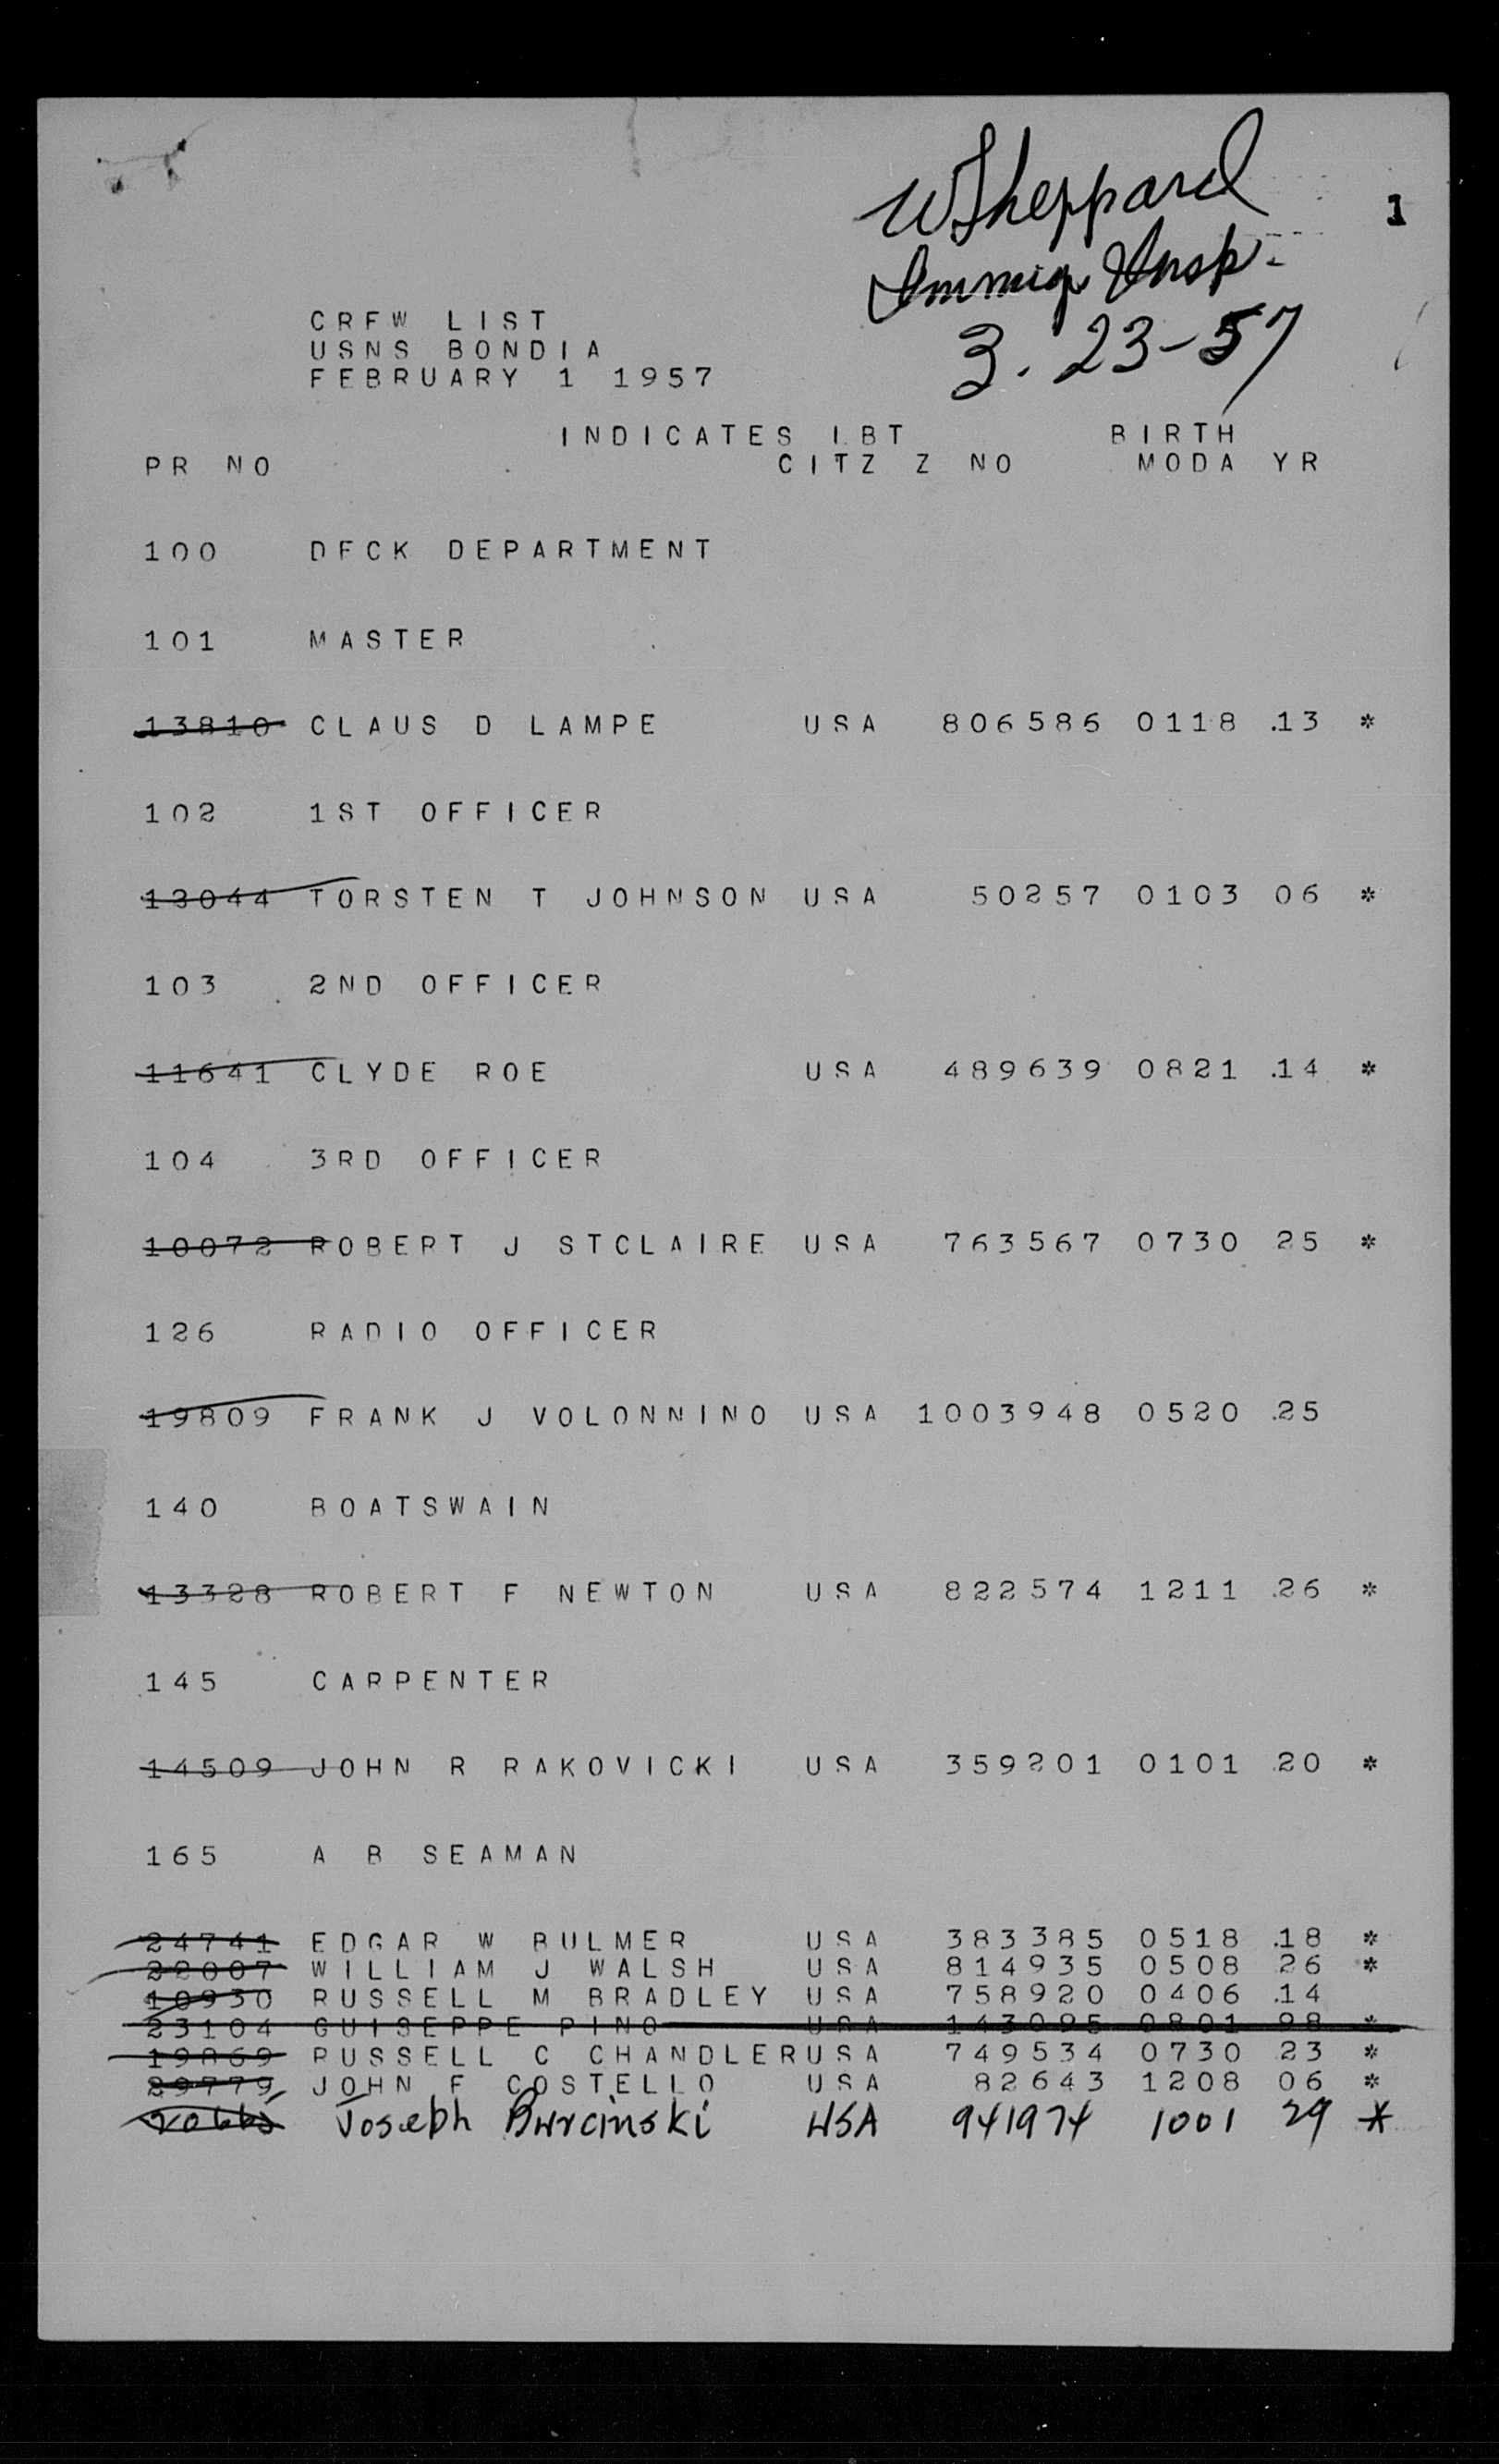 WSheppard
1
Immig Insp.
3.23-57
CREW LIST
USNS BONDIA
FEBRUARY 1 1957
INDICATES IBT BIRTH
PR NO CITZ Z NO MODA YR
100 DECK DEPARTMENT
101 MASTER
13810 CLAUS D LAMPE USA 806586 0118 13 *
102 1ST OFFICER
13044 TORSTEN T JOHNSON USA 50257 0103 06 *
103 2ND OFFICER
11641 CLYDE ROE USA 489639 0821 14 *
104 3RD OFFICER
10072 ROBERT J STCLAIRE USA 763567 0730 25 *
126 RADIO OFFICER
19809 FRANK J VOLONNINO USA 1003948 0520 25
140 BOATSWAIN
13328 ROBERT F NEWTON USA 822574 1211 26 *
145 CARPENTER
14509 JOHN R RAKOVICKI USA 359201 0101 20 *
165 A B SEAMAN
24741 EDGAR W BULMER USA 383385 0518 18 *
22007 WILLIAM J WALSH USA 814935 0508 26 *
10930 RUSSELL M BRADLEY USA 758920 0406 14
23104 GUISEPPE PINO USA 143095 0801 98 *
19869 RUSSELL C CHANDLER USA 749534 0730 23 *
29779 JOHN F COSTELLO USA 82643 1208 06 *
Joseph Burcinski USA 941974 1001 29 *